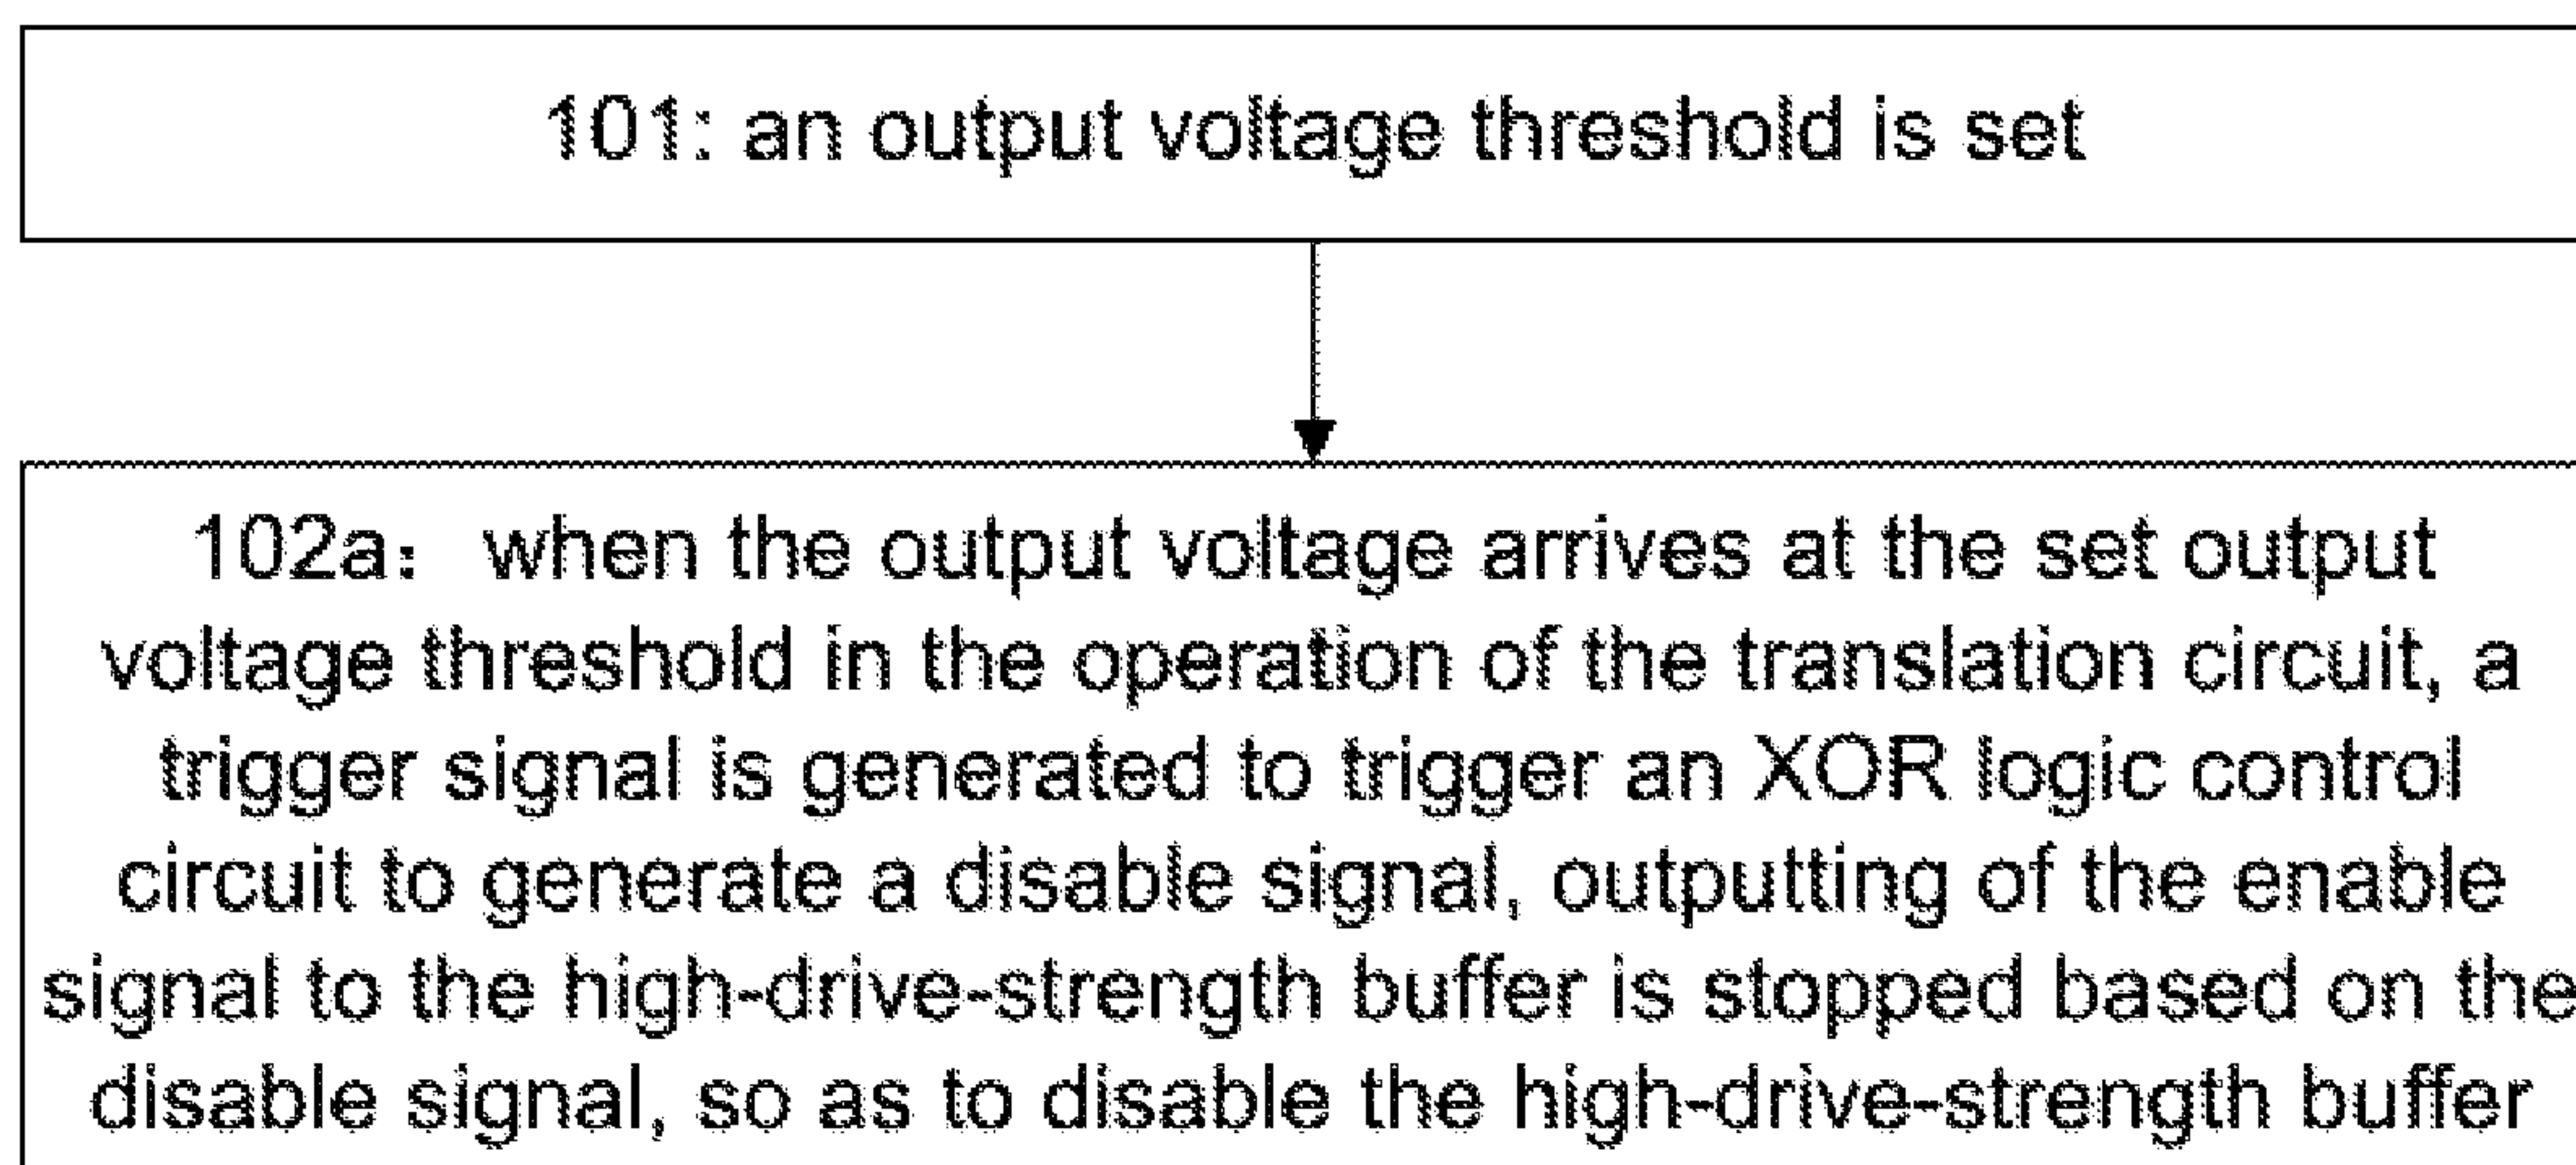 101: an output voltage threshold is set
102a: when the output voltage arrives at the set output
voltage threshold in the operation of the translation circuit, a
trigger signal is generated to trigger an XOR logic control
circuit to generate a disable signal, outputting of the enable
signal to the high-drive-strength buffer is stopped based on the
disable signal, so as to disable the high-drive-strength buffer